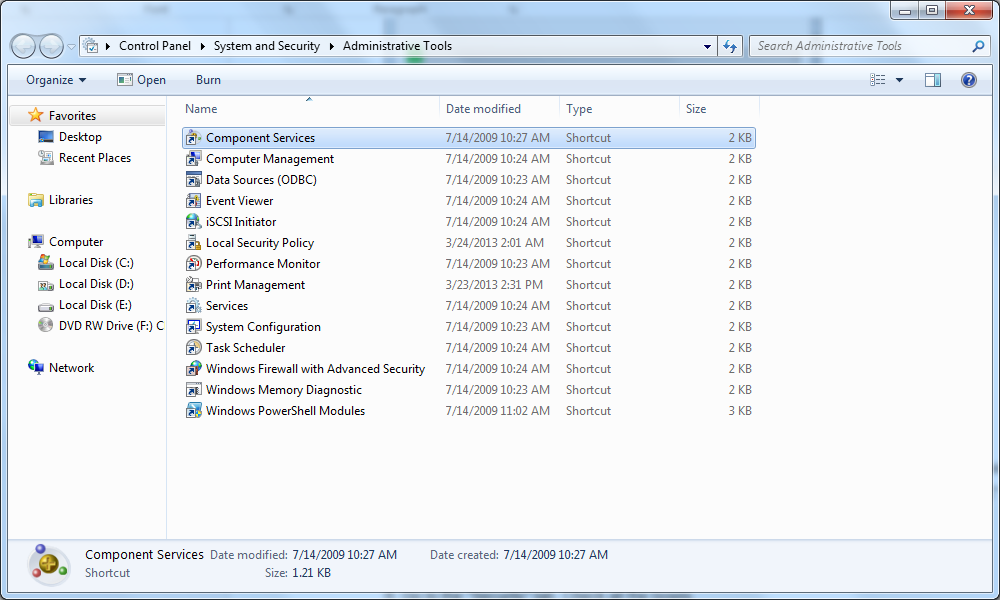 Control Panel System and Security Administrative Tools Search Administrative Tools
Organize Open Burn
Name Date modified Type Size
Favorites
Desktop
Recent Places
Libraries
Computer
Local Disk (C:)
Local Disk (D:)
Local Disk (E:)
DVD RW Drive (F:) C
Network
Component Services 7/14/2009 10:27 AM Shortcut 2 KB
Computer Management 7/14/2009 10:24 AM Shortcut 2 KB
Data Sources (ODBC) 7/14/2009 10:23 AM Shortcut 2 KB
Event Viewer 7/14/2009 10:24 AM Shortcut 2 KB
iSCSI Initiator 7/14/2009 10:24 AM Shortcut 2 KB
Local Security Policy 3/24/2013 2:01 AM Shortcut 2 KB
Performance Monitor 7/14/2009 10:23 AM Shortcut 2 KB
Print Management 3/23/2013 2:31 PM Shortcut 2 KB
Services 7/14/2009 10:24 AM Shortcut 2 KB
System Configuration 7/14/2009 10:23 AM Shortcut 2 KB
Task Scheduler 7/14/2009 10:24 AM Shortcut 2 KB
Windows Firewall with Advanced Security 7/14/2009 10:24 AM Shortcut 2 KB
Windows Memory Diagnostic 7/14/2009 10:23 AM Shortcut 2 KB
Windows PowerShell Modules 7/14/2009 11:02 AM Shortcut 3 KB
Component Services Date modified: 7/14/2009 10:27 AM Date created: 7/14/2009 10:27 AM
Shortcut Size: 1.21 KB